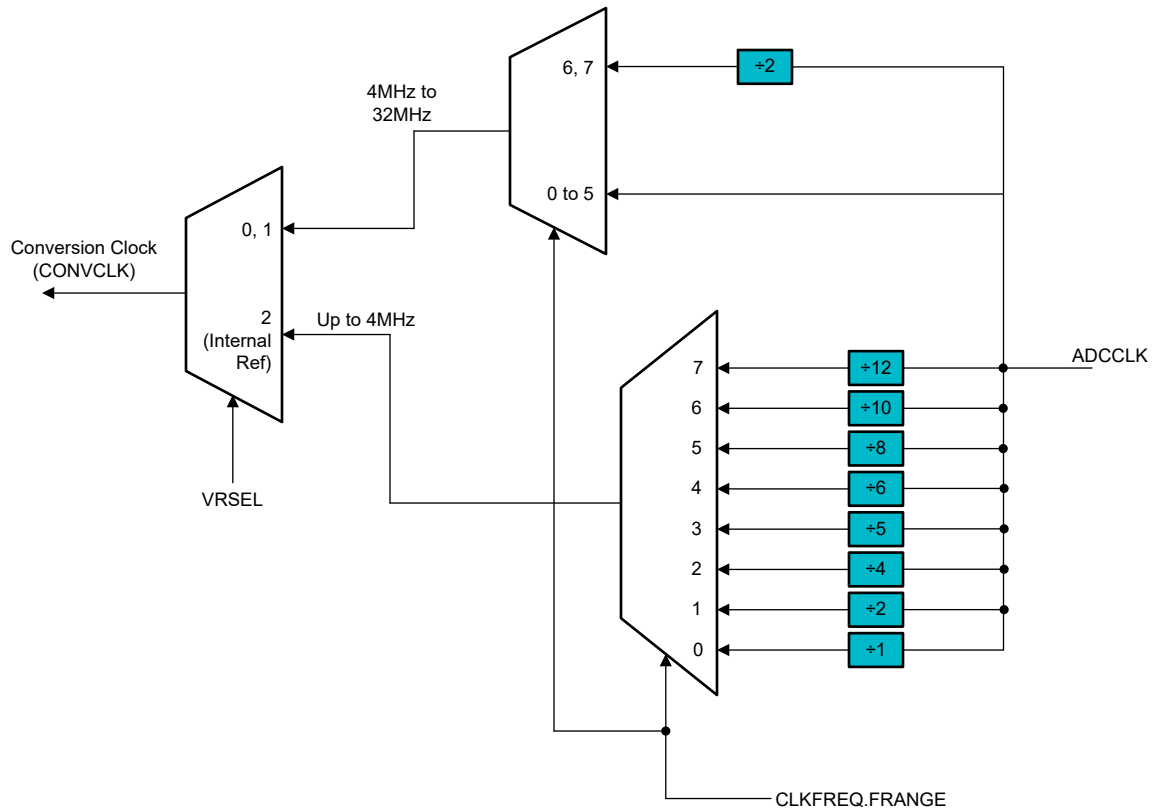 6, 7
÷2
4MHz to
32MHz
0 to 5
0, 1
Conversion Clock
(CONVCLK)
2
(Internal
Ref)
Up to 4MHz
VRSEL
7
÷12
ADCCLK
6
÷10
5
÷8
4
÷6
3
÷5
2
÷4
1
÷2
0
÷1
CLKFREQ.FRANGE